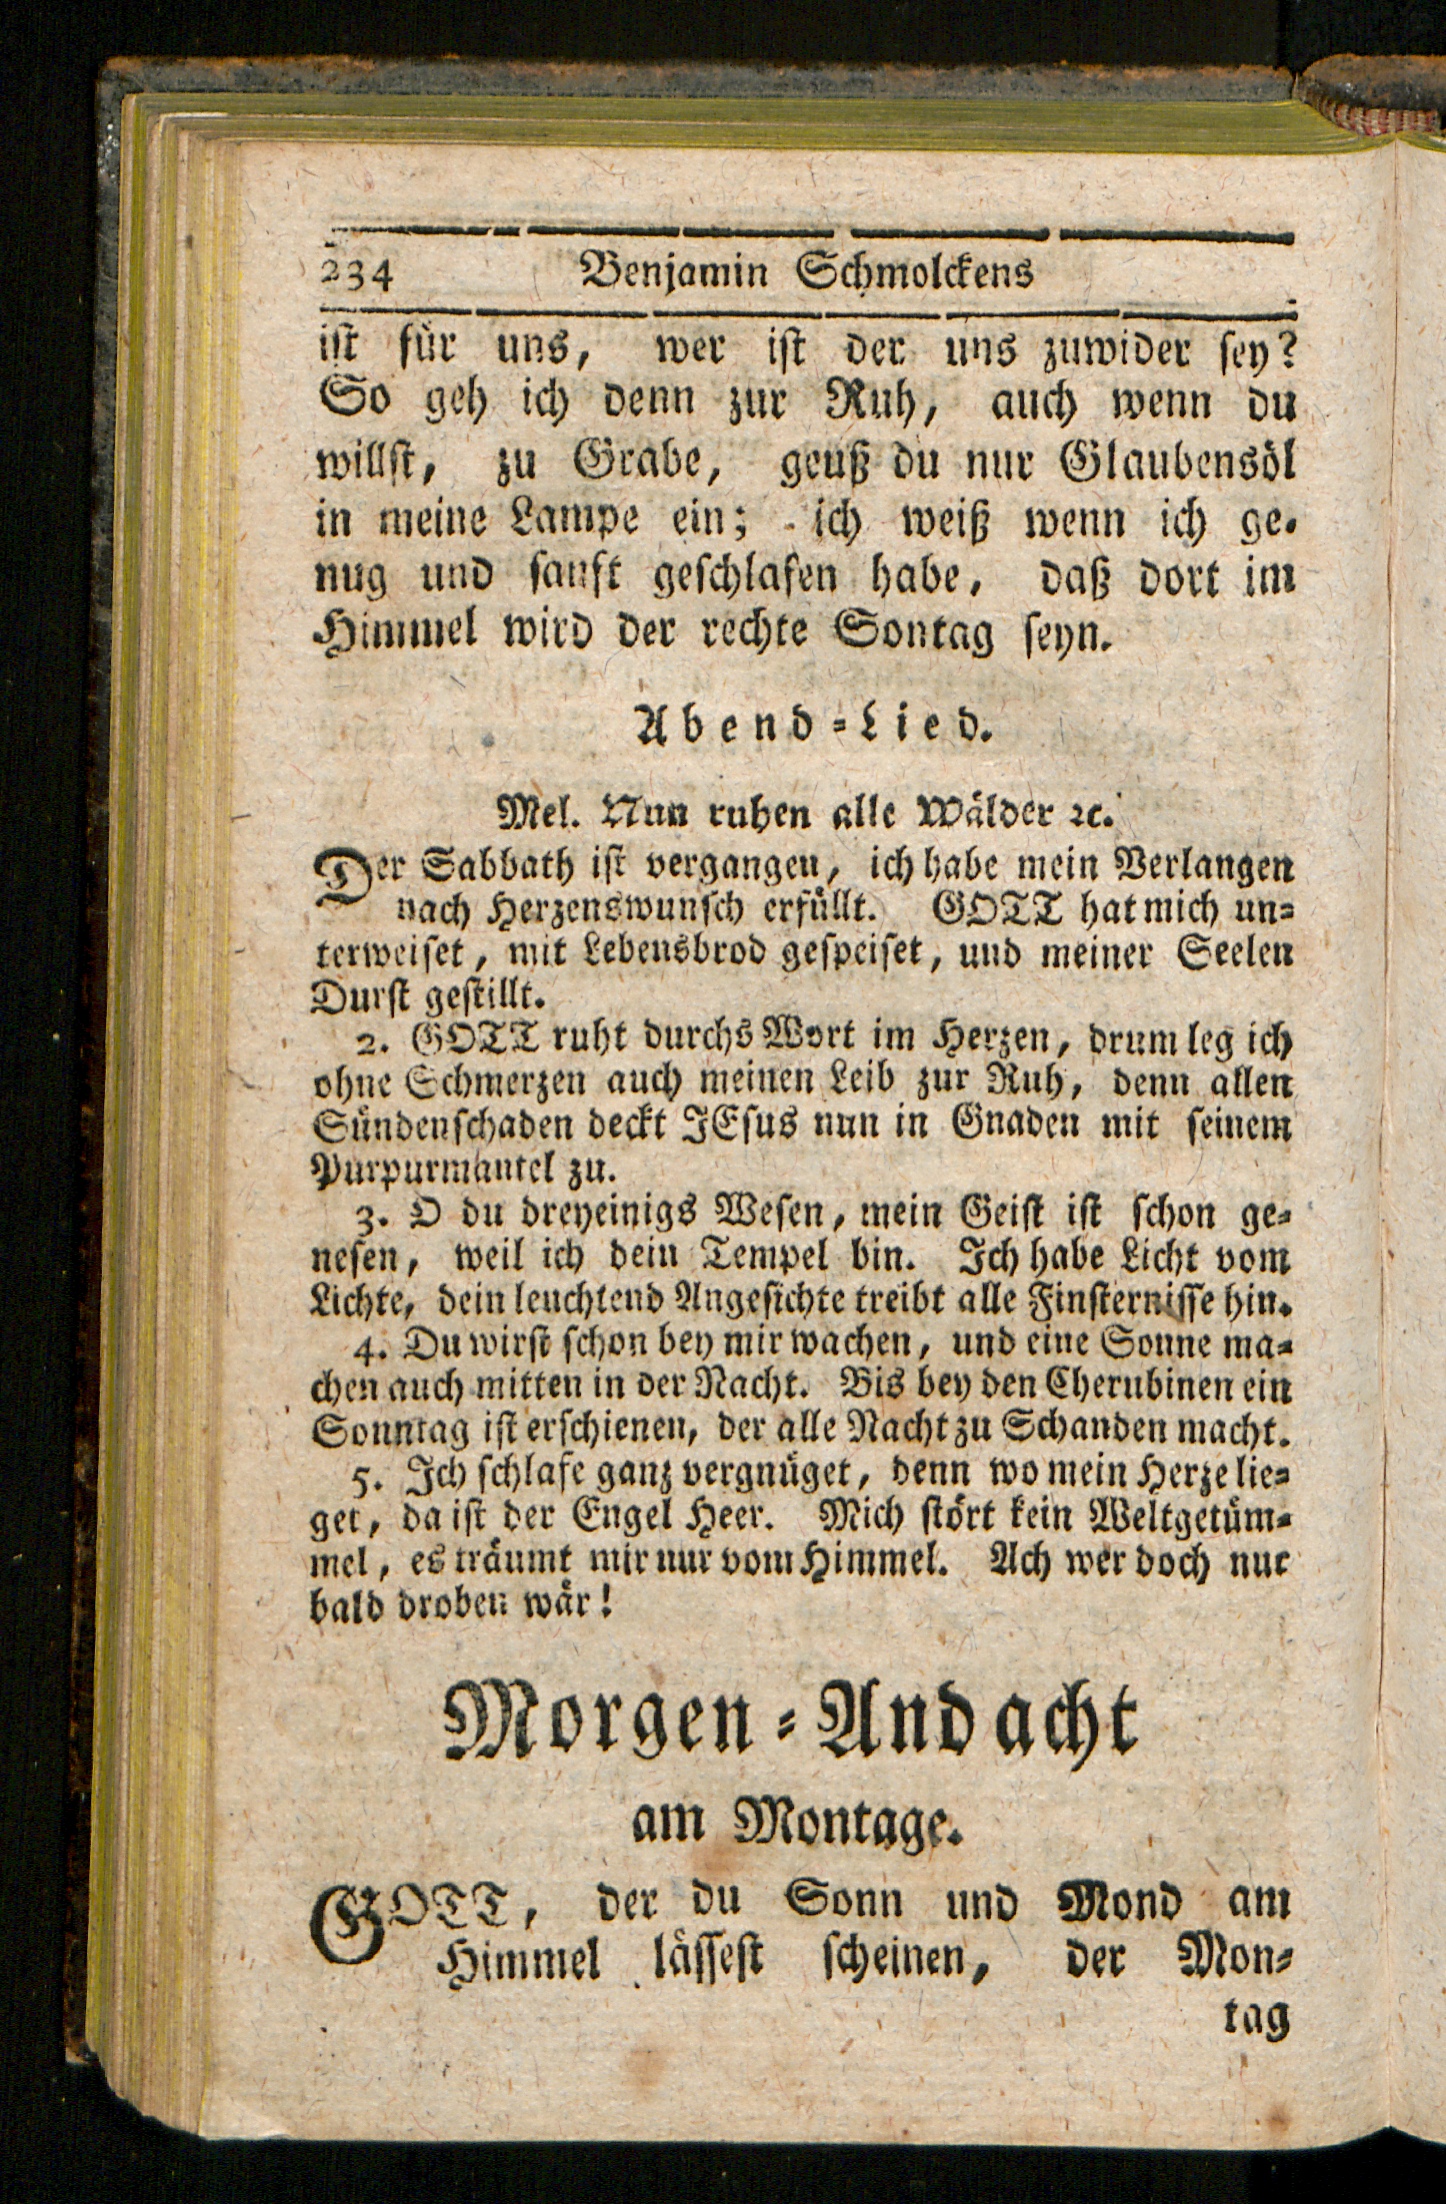 234 Benjamin Schmolckens
ist für uns, wer ist der uns zuwider sey?
So geh ich denn zur Ruh, auch wenn du
willst, zu Grabe, geuß du nur Glaubensöl
in meine Lampe ein; ich weiß wenn ich ge-
nug und sanft geschlafen habe, daß dort im
Himmel wird der rechte Sontag seyn.
Abend-Lied.
Mel. Nun ruhen alle Wälder ꝛc.
Der Sabbath ist vergangen, ich habe mein Verlangen
nach Herzenswunsch erfüllt. GOTT hat mich un-
terweiset, mit Lebensbrod gespeiset, und meiner Seelen
Durst gestillt.
2. GOTT ruht durchs Wort im Herzen, drum leg ich
ohne Schmerzen auch meinen Leib zur Ruh, denn allen
Sündenschaden deckt JEsus nun in Gnaden mit seinem
Purpurmantel zu.
3. O du dreyeinigs Wesen, mein Geist ist schon ge-
nesen, weil ich dein Tempel bin. Ich habe Licht vom
Lichte, dein leuchtend Angesichte treibt alle Finsternisse hin.
4. Du wirst schon bey mir wachen, und eine Sonne ma-
chen auch mitten in der Nacht. Bis bey den Cherubinen ein
Sonntag ist erschienen, der alle Nacht zu Schanden macht.
5. Ich schlafe ganz vergnüget, denn wo mein Herze lie-
get, da ist der Engel Heer. Mich stört kein Weltgetüm-
mel, es träumt mir nur vom Himmel. Ach wer doch nur
bald droben wär!
Morgen-Andacht
am Montage.
GOTT, der du Sonn und Mond am
Himmel lässest scheinen, der Mon-
tag